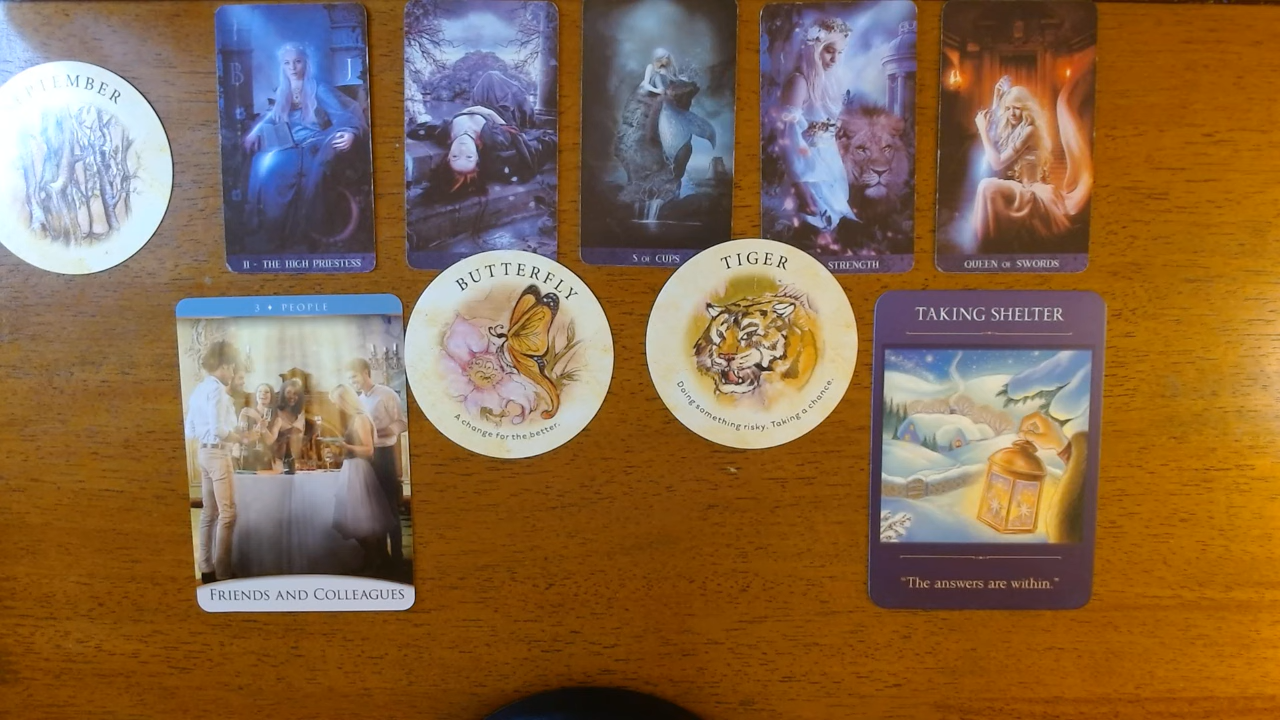 PTEMBER
B
J
II - THE HIGH PRIESTESS
5 OF CUPS
STRENGTH
QUEEN OF SWORDS
3 ♦ PEOPLE
FRIENDS AND COLLEAGUES
BUTTERFLY
A change for the better.
TIGER
Doing something risky. Taking a chance.
TAKING SHELTER
"The answers are within."